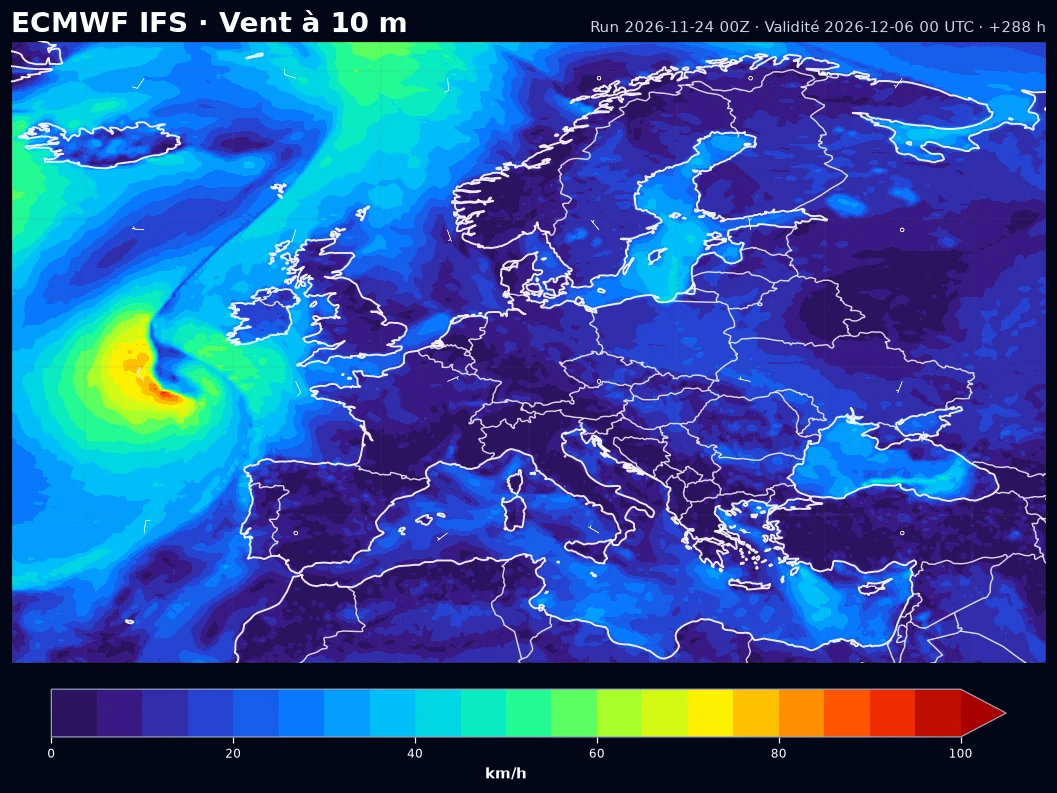 ECMWF IFS · Vent à 10 m
Run 2026-11-24 00Z · Validité 2026-12-06 00 UTC · +288 h
0 20 40 60 80 100
km/h